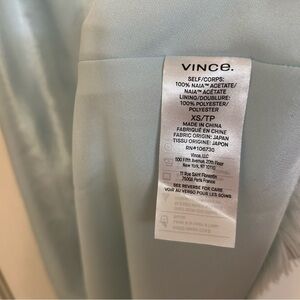 VINCE.
SELF/CORPS:
100% NAIA™ ACETATE/
NAIA™ ACETATE
LINING/DOUBLURE:
100% POLYESTER/
POLYESTER
XS/TP
MADE IN CHINA
FABRIQUÉ EN CHINE
FABRIC ORIGIN: JAPAN
TISSU ORIGINE: JAPON
RN#106730
Vince, LLC
500 Fifth Avenue, 20th Floor
New York, NY 10110
11 Rue Saint Florentin
75008 Paris France
SEE REVERSE FOR CARE
VOIR AU VERSO POUR LES SOINS